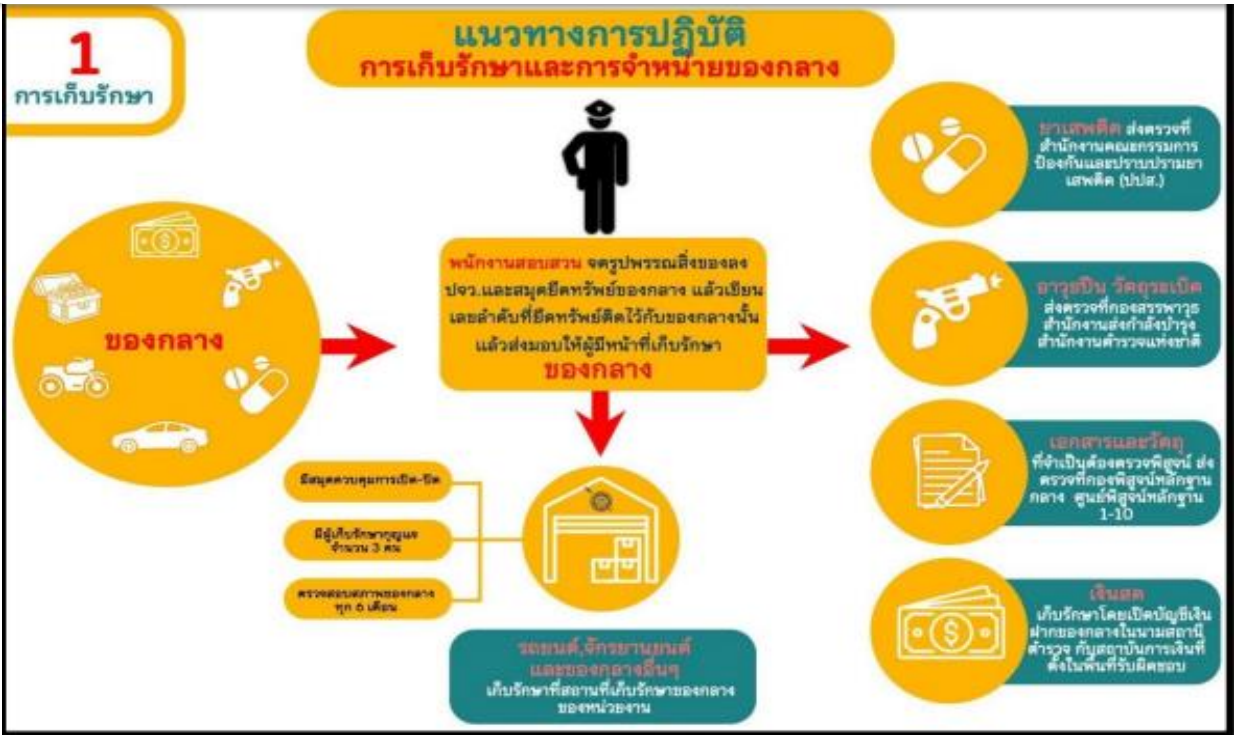 1
การเก็บรักษา
แนวทางการปฏิบัติ
การเก็บรักษาและการจำหน่ายของกลาง
ของกลาง
พนักงานสอบสวน จดรูปพรรณสิ่งของลง
ปจว.และสมุดยึดทรัพย์ของกลาง แล้วเขียน
เลขลำดับที่ยึดทรัพย์ติดไว้กับของกลางนั้น
แล้วส่งมอบให้ผู้มีหน้าที่เก็บรักษา
ของกลาง
มีสมุดควบคุมการเปิด-ปิด
มีผู้เก็บรักษากุญแจ
จำนวน 3 คน
ตรวจสอบสภาพของกลาง
ทุก 6 เดือน
รถยนต์,จักรยานยนต์
และของกลางอื่นๆ
เก็บรักษาที่สถานที่เก็บรักษาของกลาง
ของหน่วยงาน
ยาเสพติด ส่งตรวจที่
สำนักงานคณะกรรมการ
ป้องกันและปราบปรามยา
เสพติด (ปปส.)
อาวุธปืน วัตถุระเบิด
ส่งตรวจที่กองสรรพาวุธ
สำนักงานส่งกำลังบำรุง
สำนักงานตำรวจแห่งชาติ
เอกสารและวัตถุ
ที่จำเป็นต้องตรวจพิสูจน์ ส่ง
ตรวจที่กองพิสูจน์หลักฐาน
กลาง ศูนย์พิสูจน์หลักฐาน
1-10
เงินสด
เก็บรักษาโดยเปิดบัญชีเงิน
ฝากของกลางในนามสถานี
ตำรวจ กับสถาบันการเงินที่
ตั้งในพื้นที่รับผิดชอบ